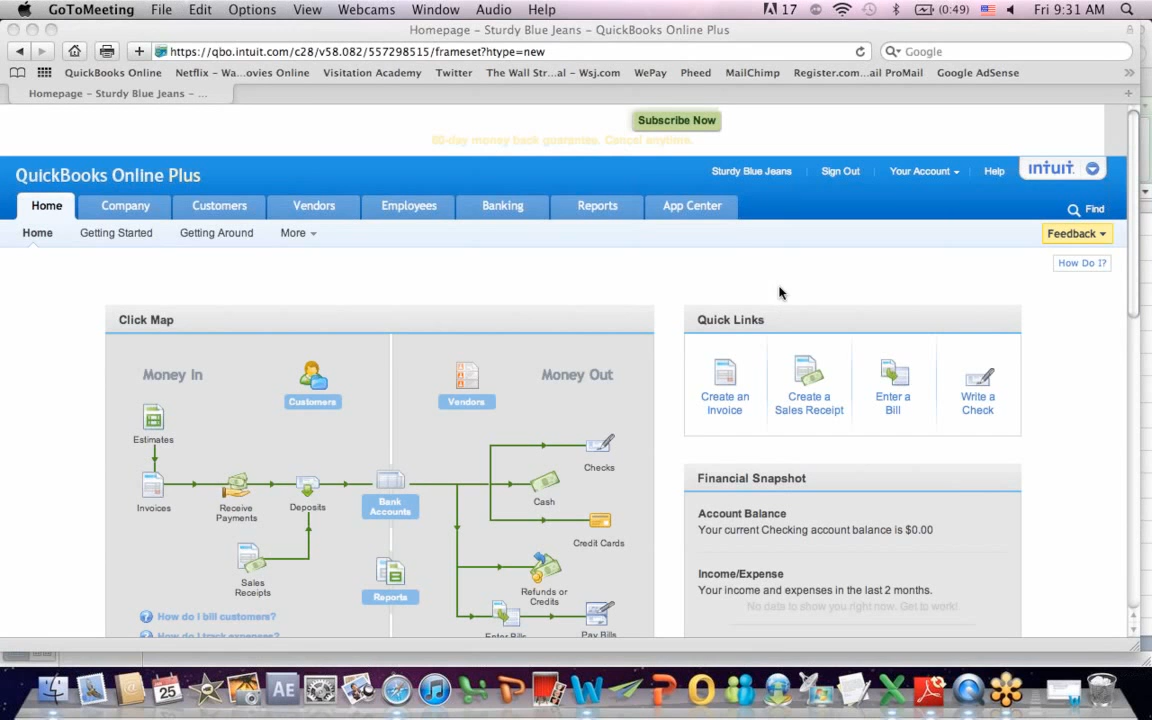 GoToMeeting File Edit Options View Webcams Window Audio Help 17 (0:49) Fri 9:31 AM
Homepage – Sturdy Blue Jeans – QuickBooks Online Plus
https://qbo.intuit.com/c28/v58.082/557298515/frameset?htype=new Google
QuickBooks Online Netflix – Wa...ovies Online Visitation Academy Twitter The Wall Str...al – Wsj.com WePay Pheed MailChimp Register.com...ail ProMail Google AdSense
Homepage – Sturdy Blue Jeans – ...
Subscribe Now
60-day money back guarantee. Cancel anytime.
QuickBooks Online Plus Sturdy Blue Jeans Sign Out Your Account Help intuit
Home Company Customers Vendors Employees Banking Reports App Center Find
Home Getting Started Getting Around More Feedback
How Do I?
Click Map
Money In
Customers
Vendors
Money Out
Estimates
Invoices
Receive Payments
Deposits
Bank Accounts
Checks
Cash
Credit Cards
Sales Receipts
Reports
Refunds or Credits
Enter Bills
Pay Bills
How do I bill customers?
How do I track expenses?
Quick Links
Create an Invoice
Create a Sales Receipt
Enter a Bill
Write a Check
Financial Snapshot
Account Balance
Your current Checking account balance is $0.00
Income/Expense
Your income and expenses in the last 2 months.
No data to show you right now. Get to work!
25
Ae